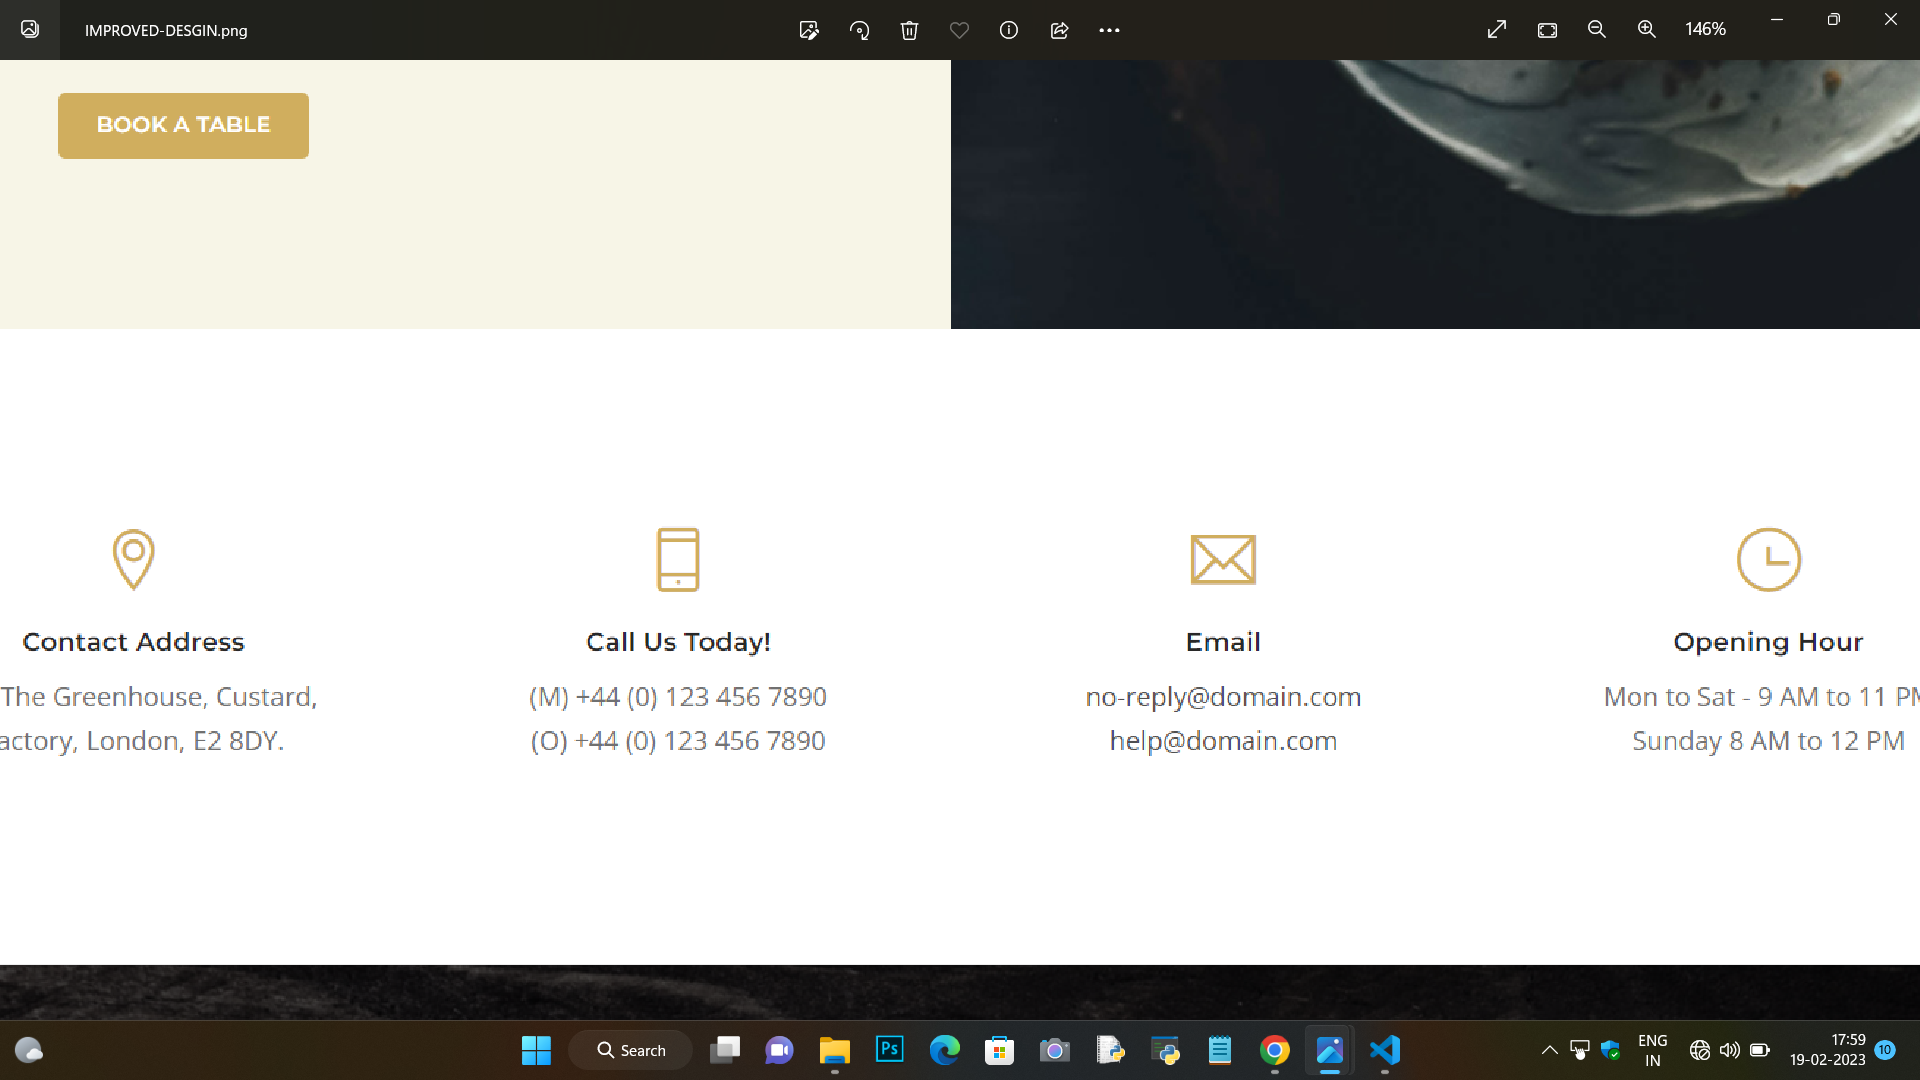 IMPROVED-DESGIN.png
146%
BOOK A TABLE
Contact Address
The Greenhouse, Custard,
actory, London, E2 8DY.
Call Us Today!
(M) +44 (0) 123 456 7890
(O) +44 (0) 123 456 7890
Email
no-reply@domain.com
help@domain.com
Opening Hour
Mon to Sat - 9 AM to 11 PM
Sunday 8 AM to 12 PM
Search
Ps
ENG
IN
17:59
19-02-2023
10